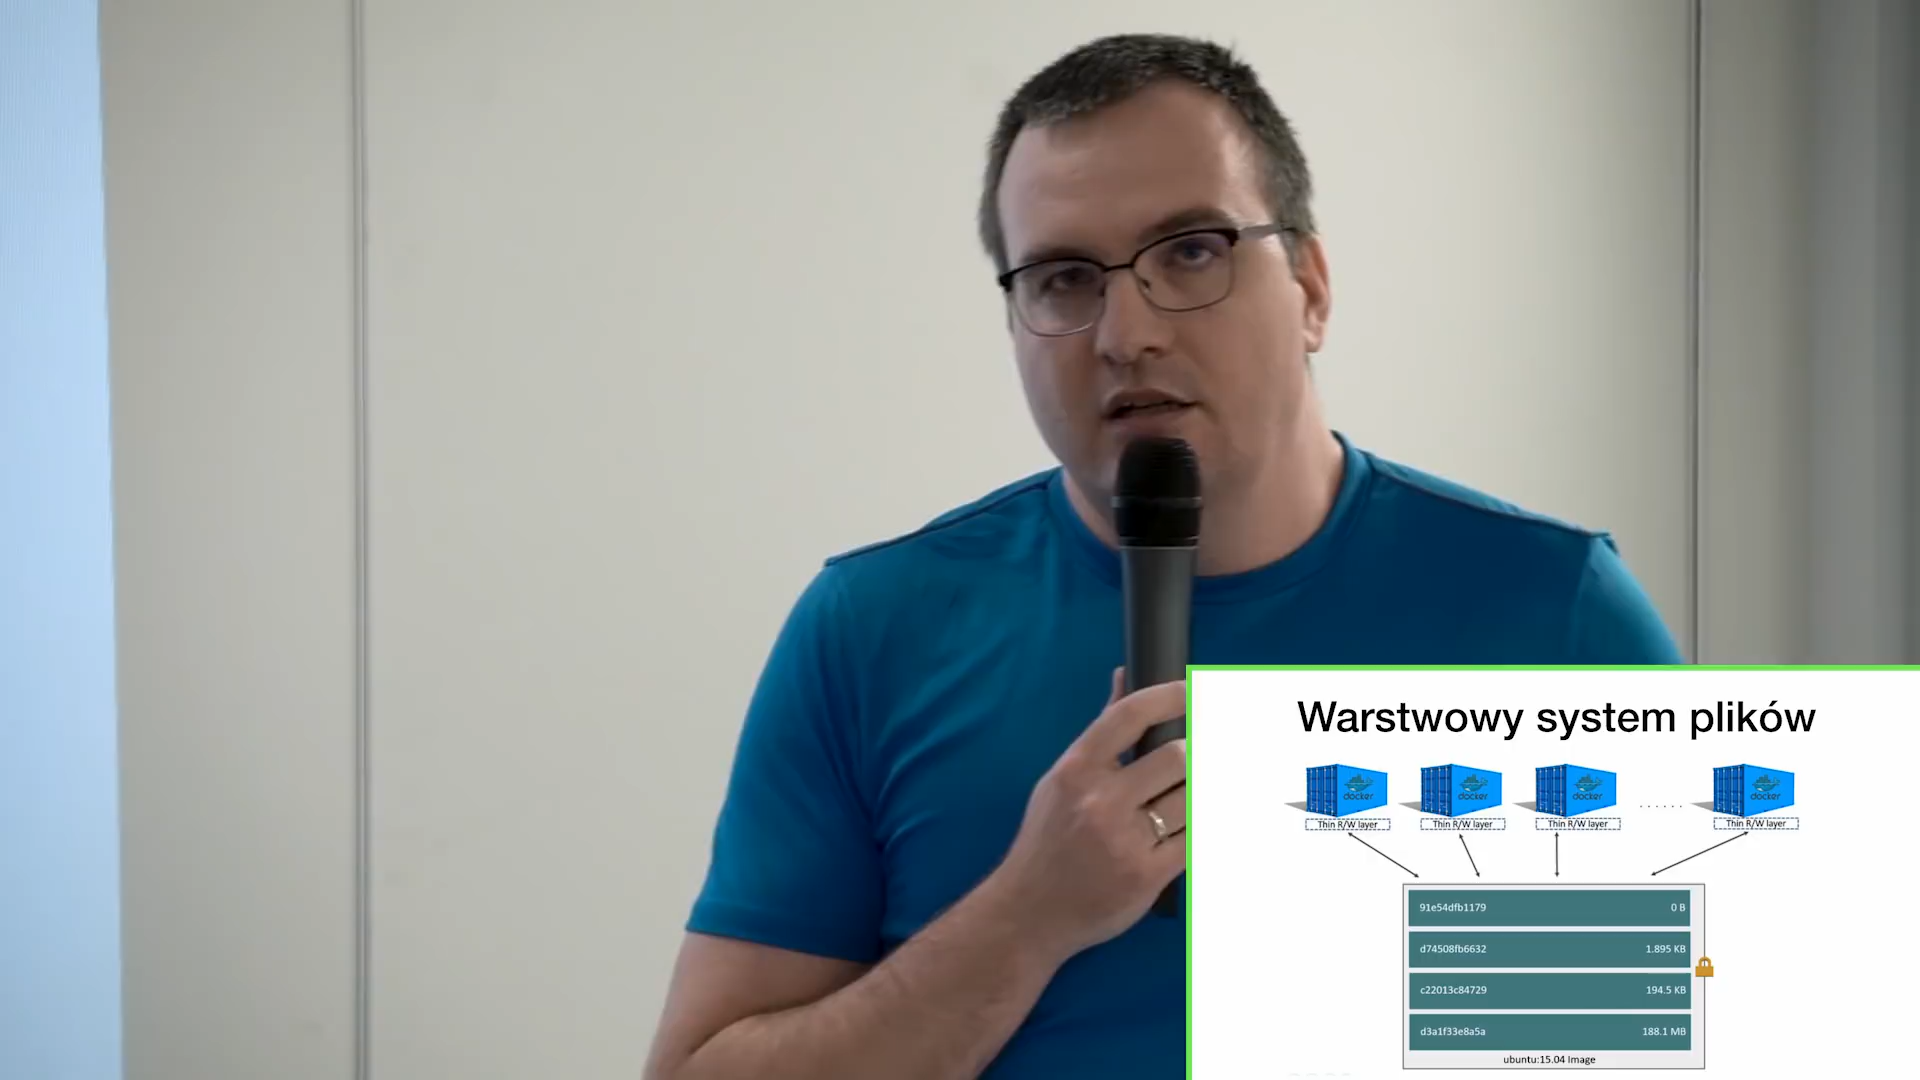 Warstwowy system plików
docker docker docker ...... docker
Thin R/W layer Thin R/W layer Thin R/W layer Thin R/W layer
91e54dfb1179 0 B
d74508fb6632 1.895 KB
c22013c84729 194.5 KB
d3a1f33e8a5a 188.1 MB
ubuntu:15.04 Image